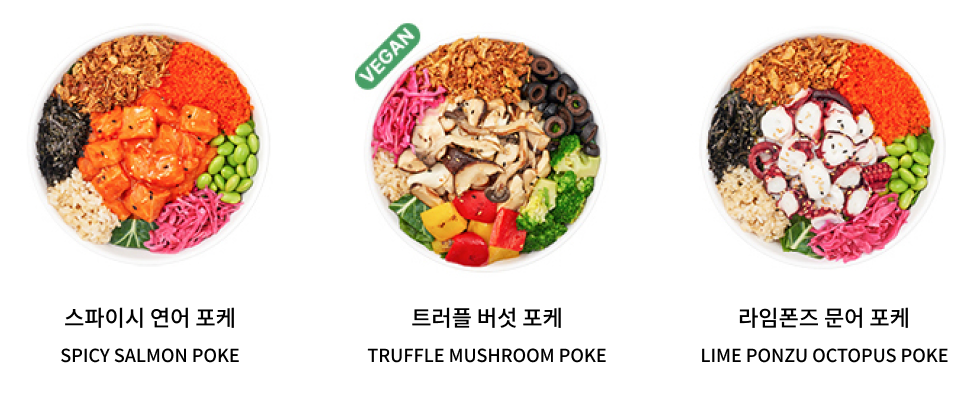 VEGAN
스파이시 연어 포케
SPICY SALMON POKE
트러플 버섯 포케
TRUFFLE MUSHROOM POKE
라임폰즈 문어 포케
LIME PONZU OCTOPUS POKE